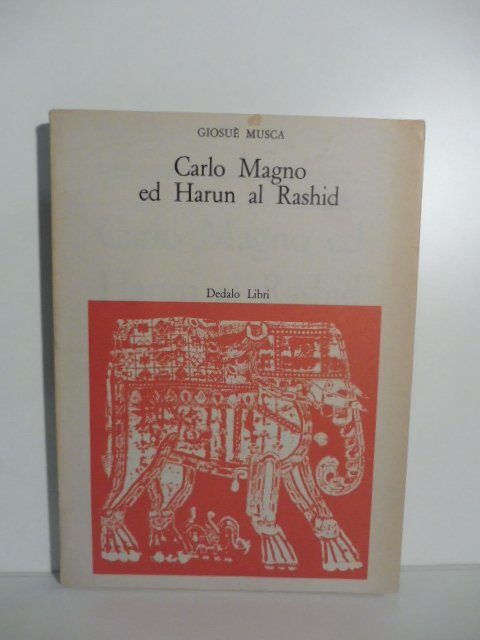 GIOSUÈ MUSCA
Carlo Magno
ed Harun al Rashid
Dedalo Libri